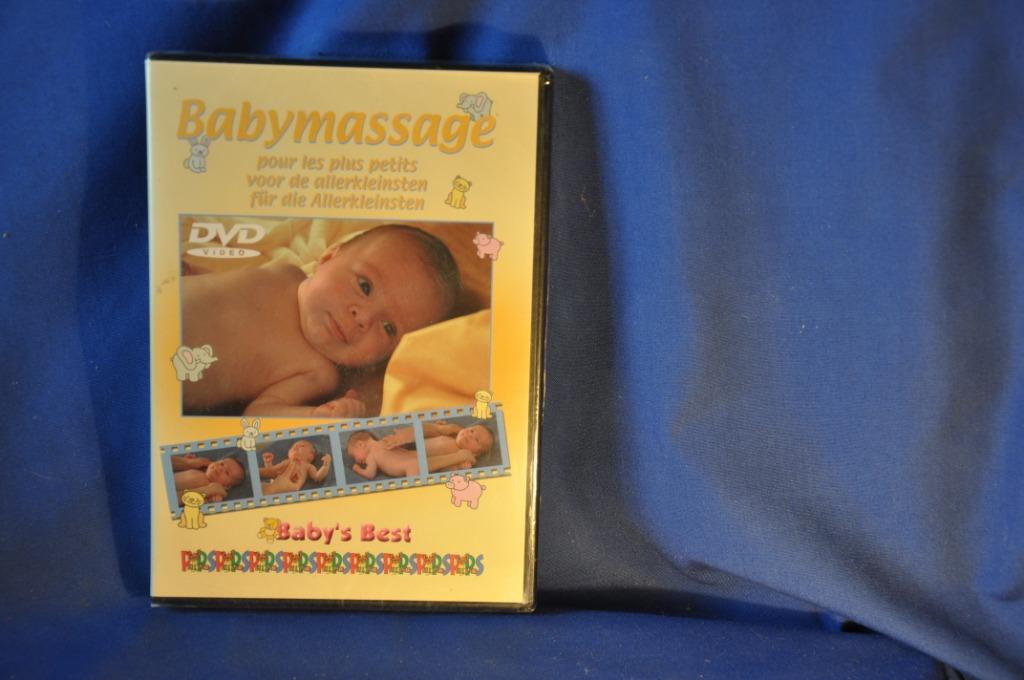 Babymassage
pour les plus petits
voor de allerkleinsten
für die Allerkleinsten
DVD
VIDEO
Baby's Best